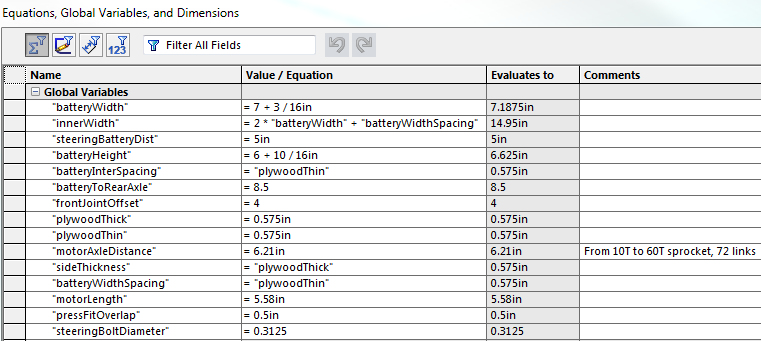 Equations, Global Variables, and Dimensions
Σ 123 Filter All Fields
Name Value / Equation Evaluates to Comments
Global Variables
"batteryWidth" = 7 + 3 / 16in 7.1875in
"innerWidth" = 2 * "batteryWidth" + "batteryWidthSpacing" 14.95in
"steeringBatteryDist" = 5in 5in
"batteryHeight" = 6 + 10 / 16in 6.625in
"batteryInterSpacing" = "plywoodThin" 0.575in
"batteryToRearAxle" = 8.5 8.5
"frontJointOffset" = 4 4
"plywoodThick" = 0.575in 0.575in
"plywoodThin" = 0.575in 0.575in
"motorAxleDistance" = 6.21in 6.21in From 10T to 60T sprocket, 72 links
"sideThickness" = "plywoodThick" 0.575in
"batteryWidthSpacing" = "plywoodThin" 0.575in
"motorLength" = 5.58in 5.58in
"pressFitOverlap" = 0.5in 0.5in
"steeringBoltDiameter" = 0.3125 0.3125